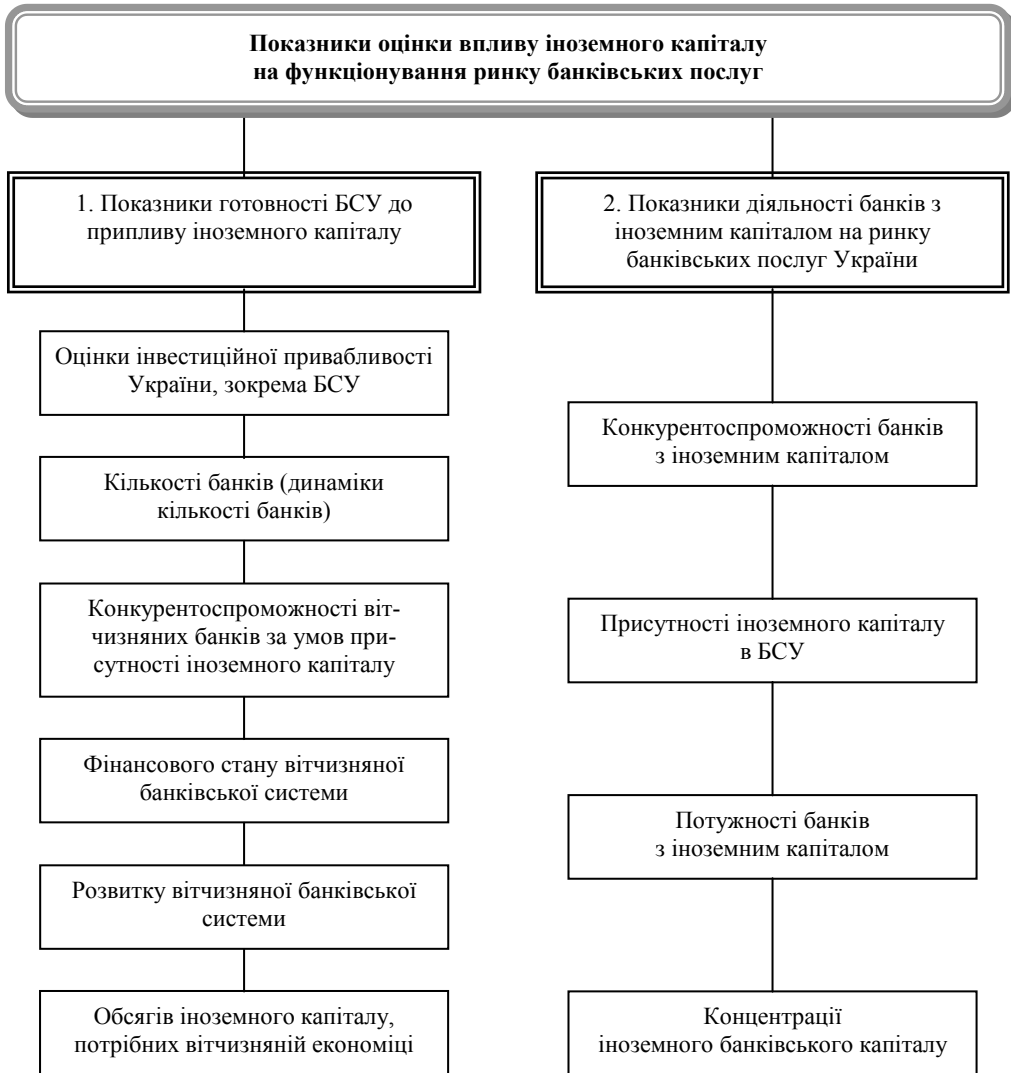 Показники оцінки впливу іноземного капіталу
на функціонування ринку банківських послуг
1. Показники готовності БСУ до
припливу іноземного капіталу
Оцінки інвестиційної привабливості
України, зокрема БСУ
Кількості банків (динаміки
кількості банків)
Конкурентоспроможності віт-
чизняних банків за умов при-
сутності іноземного капіталу
Фінансового стану вітчизняної
банківської системи
Розвитку вітчизняної банківської
системи
Обсягів іноземного капіталу,
потрібних вітчизняній економіці
2. Показники діяльності банків з
іноземним капіталом на ринку
банківських послуг України
Конкурентоспроможності банків
з іноземним капіталом
Присутності іноземного капіталу
в БСУ
Потужності банків
з іноземним капіталом
Концентрації
іноземного банківського капіталу